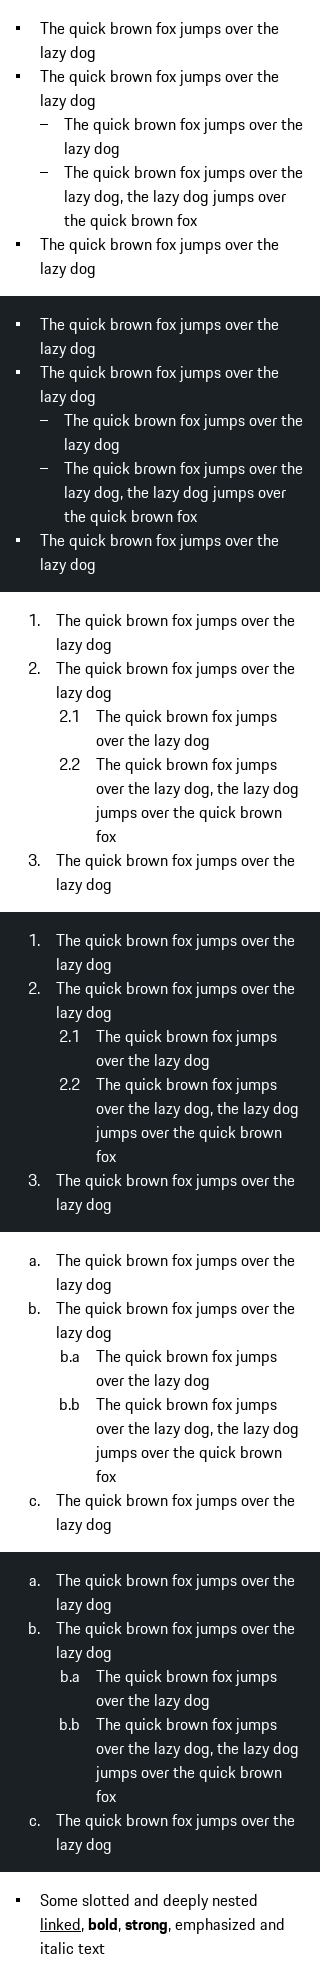 ▪ The quick brown fox jumps over the
lazy dog
▪ The quick brown fox jumps over the
lazy dog
– The quick brown fox jumps over the
lazy dog
– The quick brown fox jumps over the
lazy dog, the lazy dog jumps over
the quick brown fox
▪ The quick brown fox jumps over the
lazy dog
▪ The quick brown fox jumps over the
lazy dog
▪ The quick brown fox jumps over the
lazy dog
– The quick brown fox jumps over the
lazy dog
– The quick brown fox jumps over the
lazy dog, the lazy dog jumps over
the quick brown fox
▪ The quick brown fox jumps over the
lazy dog
1. The quick brown fox jumps over the
lazy dog
2. The quick brown fox jumps over the
lazy dog
2.1 The quick brown fox jumps
over the lazy dog
2.2 The quick brown fox jumps
over the lazy dog, the lazy dog
jumps over the quick brown
fox
3. The quick brown fox jumps over the
lazy dog
1. The quick brown fox jumps over the
lazy dog
2. The quick brown fox jumps over the
lazy dog
2.1 The quick brown fox jumps
over the lazy dog
2.2 The quick brown fox jumps
over the lazy dog, the lazy dog
jumps over the quick brown
fox
3. The quick brown fox jumps over the
lazy dog
a. The quick brown fox jumps over the
lazy dog
b. The quick brown fox jumps over the
lazy dog
b.a The quick brown fox jumps
over the lazy dog
b.b The quick brown fox jumps
over the lazy dog, the lazy dog
jumps over the quick brown
fox
c. The quick brown fox jumps over the
lazy dog
a. The quick brown fox jumps over the
lazy dog
b. The quick brown fox jumps over the
lazy dog
b.a The quick brown fox jumps
over the lazy dog
b.b The quick brown fox jumps
over the lazy dog, the lazy dog
jumps over the quick brown
fox
c. The quick brown fox jumps over the
lazy dog
▪ Some slotted and deeply nested
linked, bold, strong, emphasized and
italic text